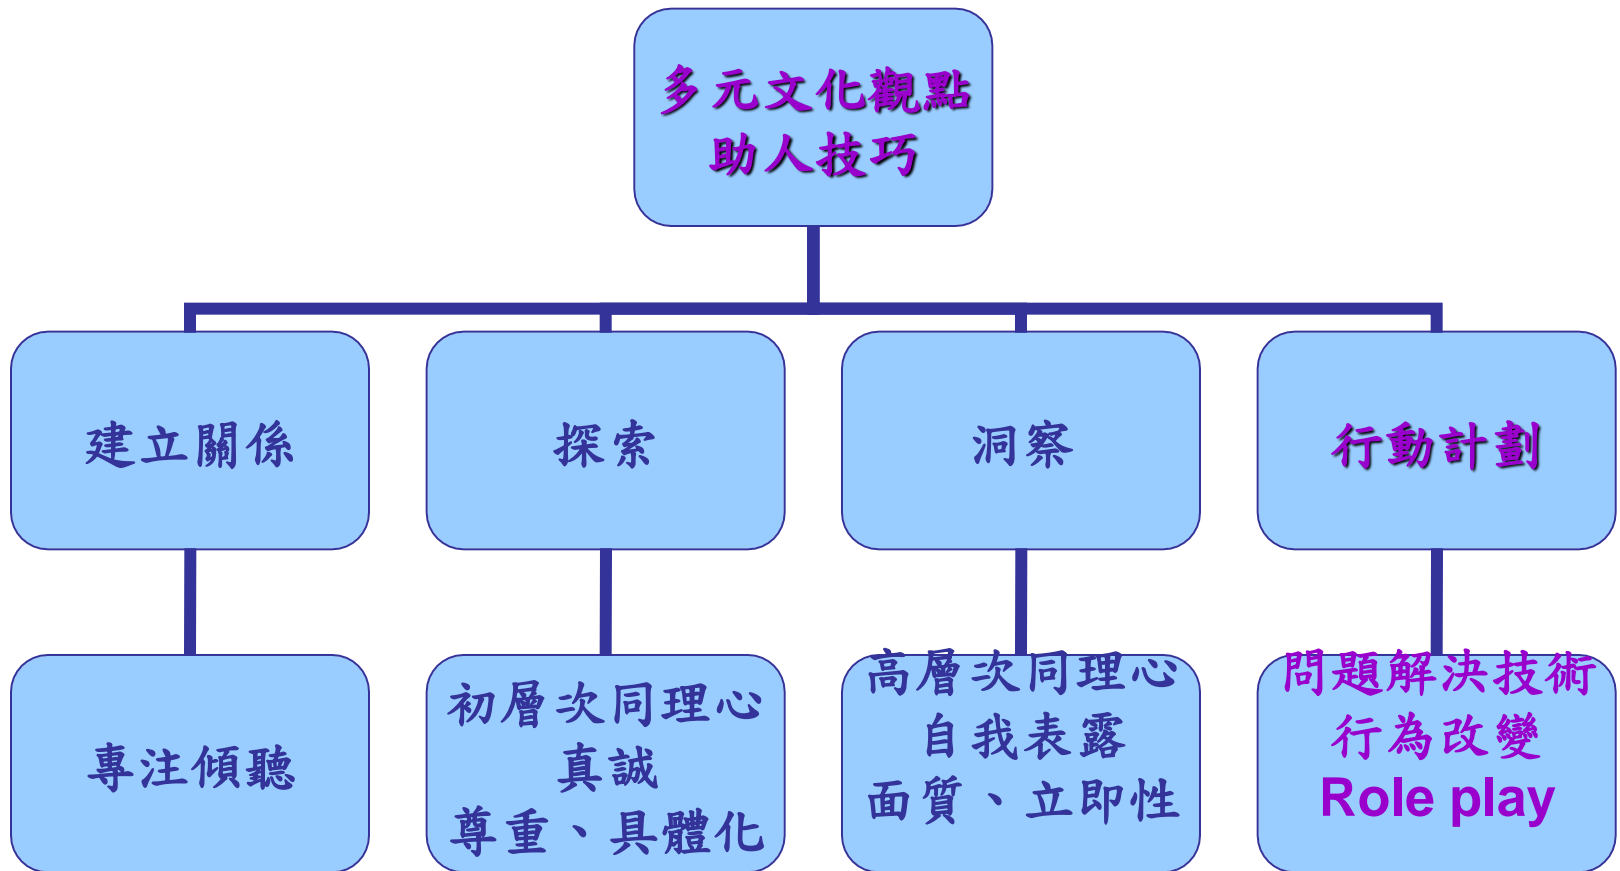 多元文化觀點
助人技巧
建立關係
探索
洞察
行動計劃
專注傾聽
初層次同理心
真誠
尊重、具體化
高層次同理心
自我表露
面質、立即性
問題解決技術
行為改變
Role play